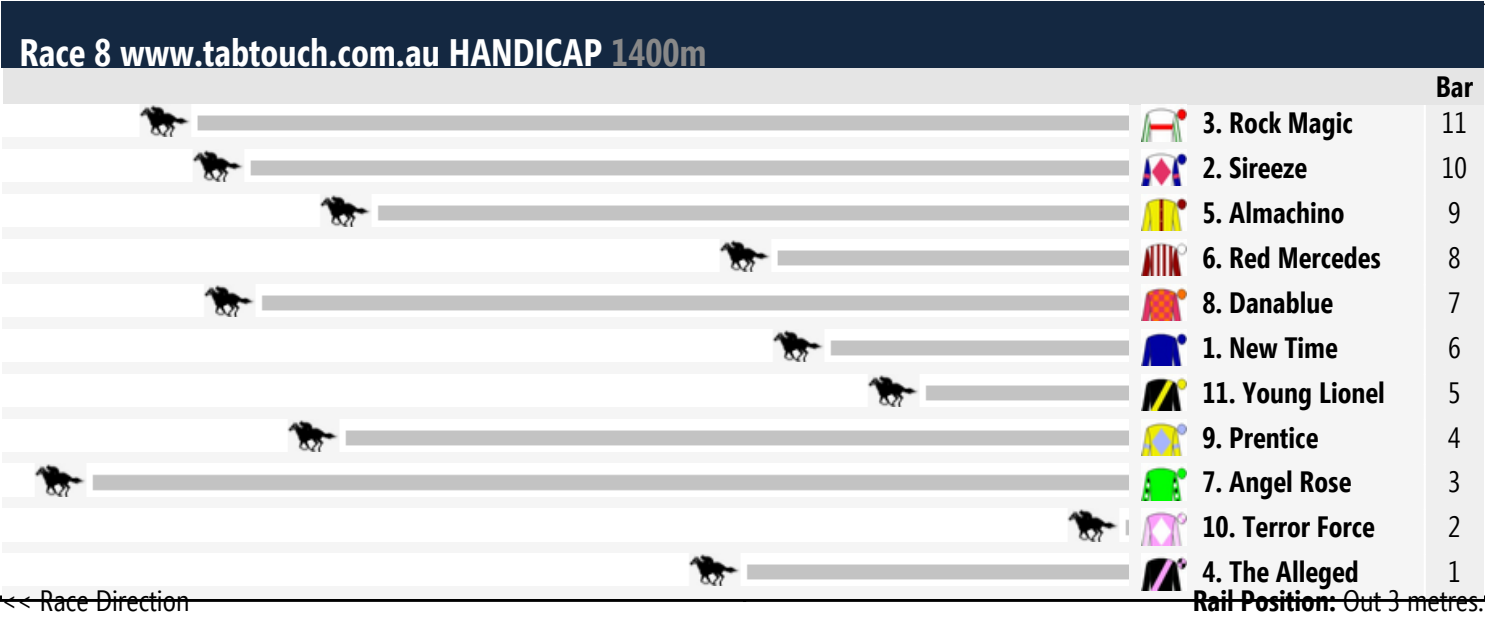 Race 8 www.tabtouch.com.au HANDICAP 1400m
Bar
3. Rock Magic 11
2. Sireeze 10
5. Almachino 9
6. Red Mercedes 8
8. Danablue 7
1. New Time 6
11. Young Lionel 5
9. Prentice 4
7. Angel Rose 3
10. Terror Force 2
4. The Alleged 1
<< Race Direction Rail Position: Out 3 metres.